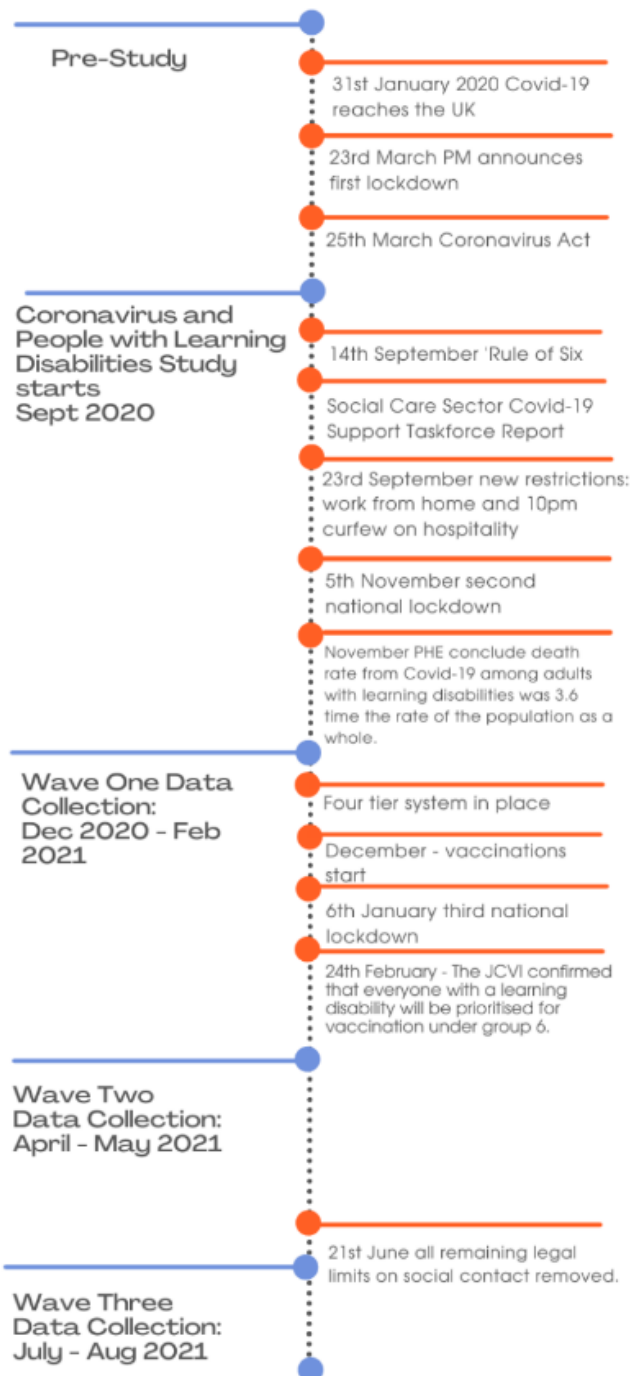 Pre-Study
31st January 2020 Covid-19
reaches the UK
23rd March PM announces
first lockdown
25th March Coronavirus Act
Coronavirus and
People with Learning
Disabilities Study
starts
Sept 2020
14th September 'Rule of Six
Social Care Sector Covid-19
Support Taskforce Report
23rd September new restrictions:
work from home and 10pm
curfew on hospitality
5th November second
national lockdown
November PHE conclude death
rate from Covid-19 among adults
with learning disabilities was 3.6
time the rate of the population as a
whole.
Wave One Data
Collection:
Dec 2020 - Feb
2021
Four tier system in place
December - vaccinations
start
6th January third national
lockdown
24th February - The JCVI confirmed
that everyone with a learning
disability will be prioritised for
vaccination under group 6.
Wave Two
Data Collection:
April - May 2021
21st June all remaining legal
limits on social contact removed.
Wave Three
Data Collection:
July - Aug 2021